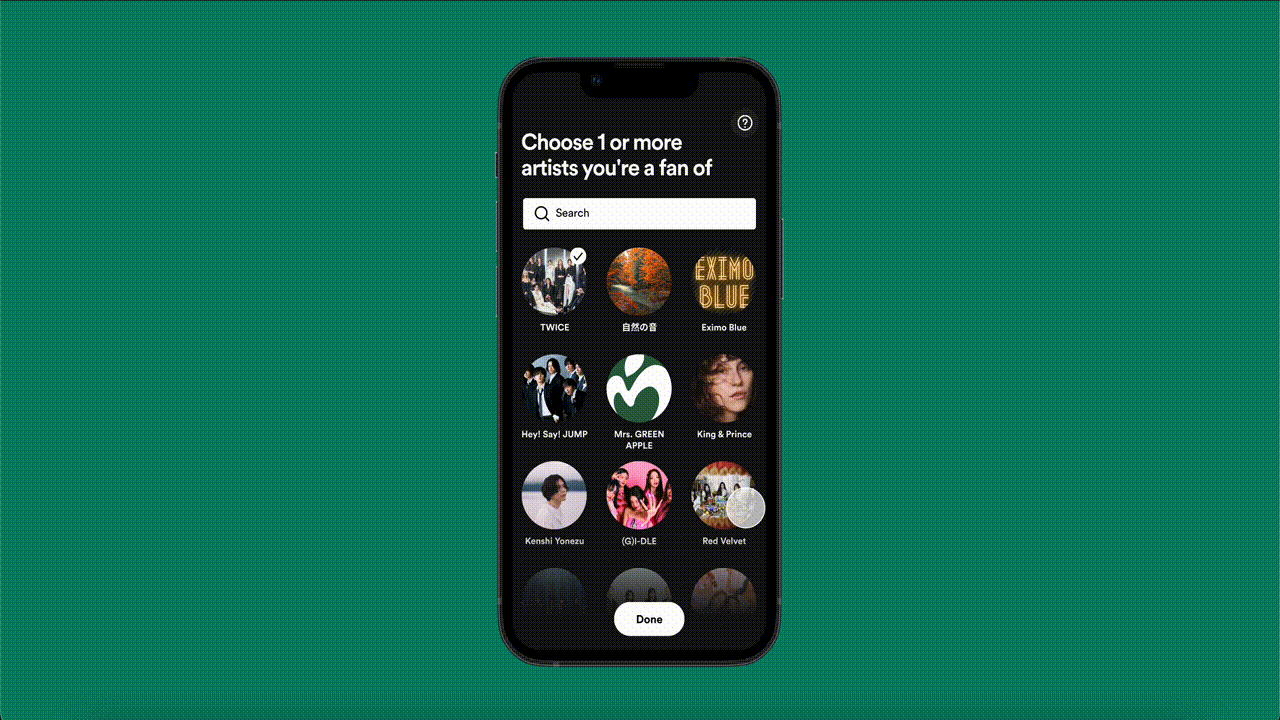 Choose 1 or more
artists you're a fan of
Search
EXIMO
BLUE
TWICE
自然の音
Eximo Blue
Hey! Say! JUMP
Mrs. GREEN
APPLE
King & Prince
Kenshi Yonezu
(G)I-DLE
Red Velvet
Done